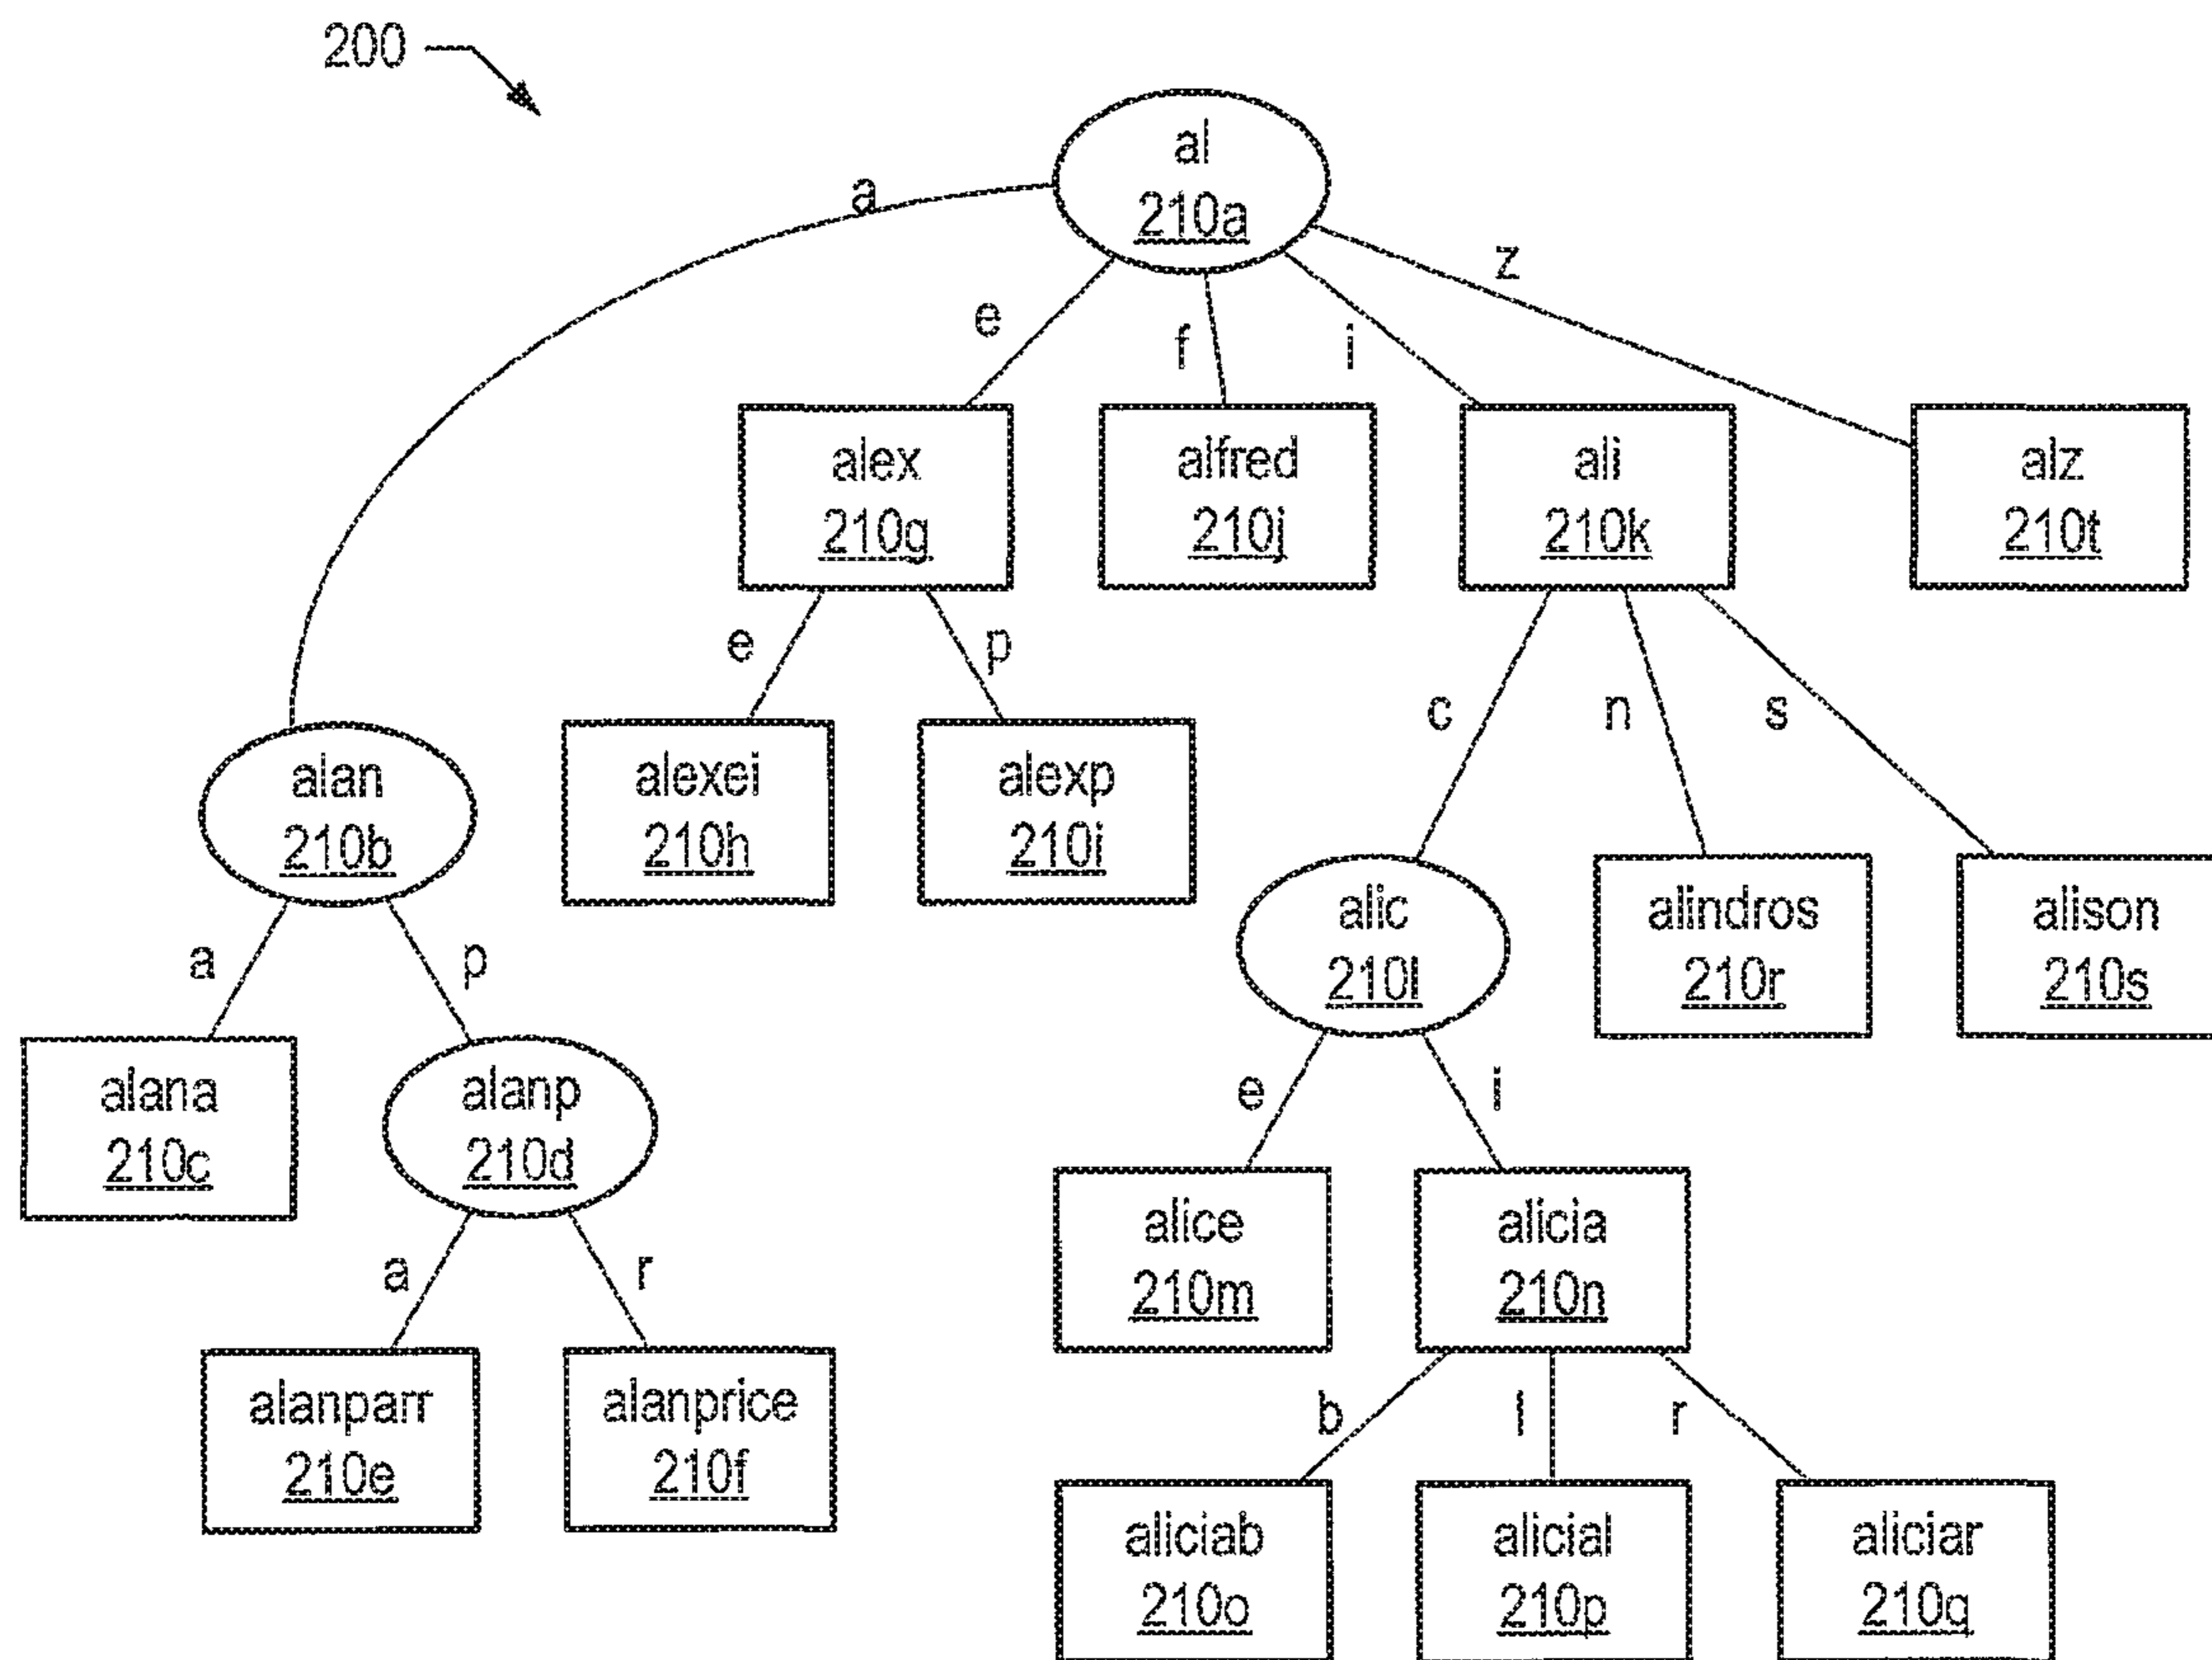 200
al
210a
a
e
f
i
z
alex
210g
alfred
210j
ali
210k
alz
210t
e
p
c
n
s
alan
210b
alexei
210h
alexp
210i
alic
210l
alindros
210r
alison
210s
a
p
e
i
alana
210c
alanp
210d
alice
210m
alicia
210n
a
r
b
l
r
alanparr
210e
alanprice
210f
aliciab
210o
alicial
210p
aliciar
210q